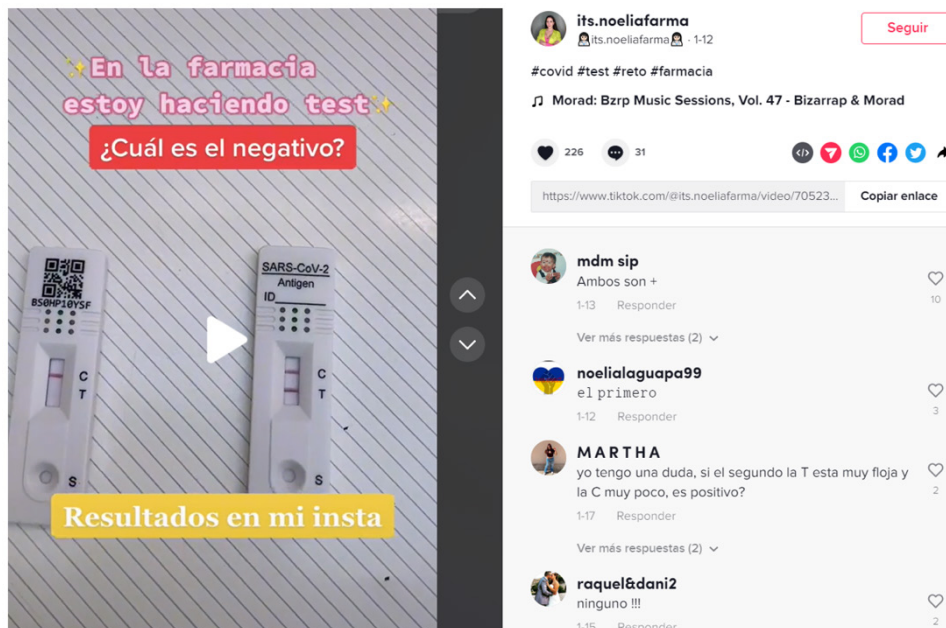 En la farmacia
estoy haciendo test
¿Cuál es el negativo?
BS0HP10YSF
C
T
S
SARS-CoV-2
Antigen
ID
C
T
S
Resultados en mi insta
its.noeliafarma
its.noeliafarma · 1-12
Seguir
#covid #test #reto #farmacia
Morad: Bzrp Music Sessions, Vol. 47 - Bizarrap & Morad
226
31
https://www.tiktok.com/@its.noeliafarma/video/70523...
Copiar enlace
mdm sip
Ambos son +
1-13 Responder
10
Ver más respuestas (2)
noelialaguapa99
el primero
1-12 Responder
3
MARTHA
yo tengo una duda, si el segundo la T esta muy floja y
la C muy poco, es positivo?
2
1-17 Responder
Ver más respuestas (2)
raquel&dani2
ninguno !!!
1-15 Responder
2